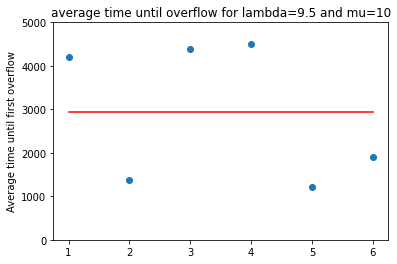 average time until overflow for lambda=9.5 and mu=10
Average time until first overflow
5000
4000
3000
2000
1000
0
1 2 3 4 5 6